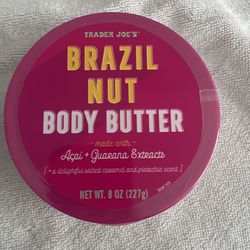 TRADER JOE'S
BRAZIL
NUT
BODY BUTTER
made with
Açaí + Guarana Extracts
* a delightful salted caramel and pistachio scent
NET WT. 8 OZ (227g)